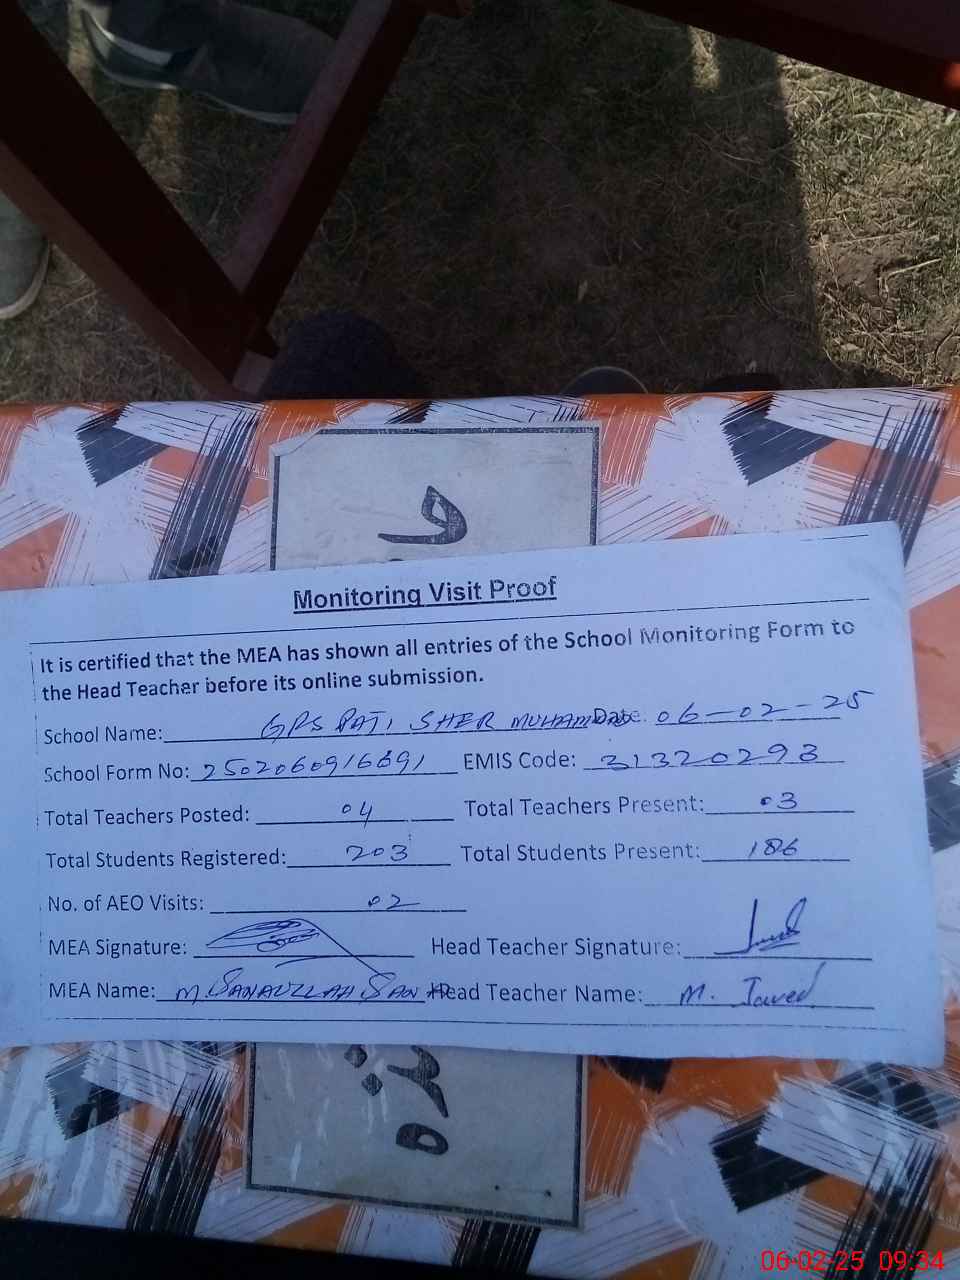 Monitoring Visit Proof
It is certified that the MEA has shown all entries of the School Monitoring Form to
the Head Teacher before its online submission.
School Name: GPS PATI SHER MUHAMMAD Date: 06-02-25
School Form No: 2502060916691 EMIS Code: 31320293
Total Teachers Posted: 04 Total Teachers Present: 03
Total Students Registered: 203 Total Students Present: 186
No. of AEO Visits: 02
MEA Signature: Head Teacher Signature:
MEA Name: M. SANAULLAH Head Teacher Name: M. Javed
06-02-25 09:34